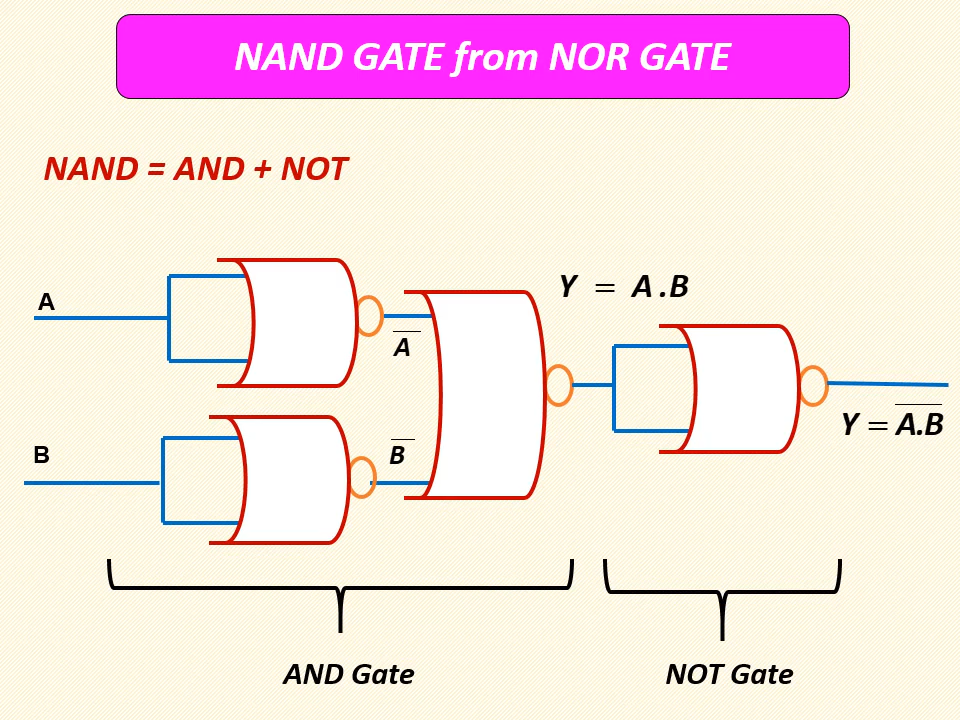 NAND GATE from NOR GATE
NAND = AND + NOT
A
Y = A .B
A̅
B
B̅
Y = A̅.̅B̅
AND Gate
NOT Gate